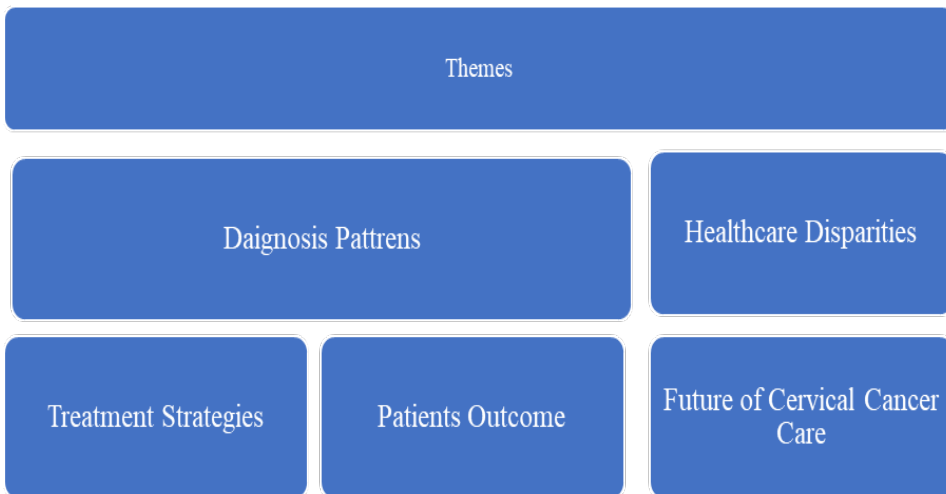 Themes
Daignosis Pattrens
Healthcare Disparities
Treatment Strategies
Patients Outcome
Future of Cervical Cancer
Care